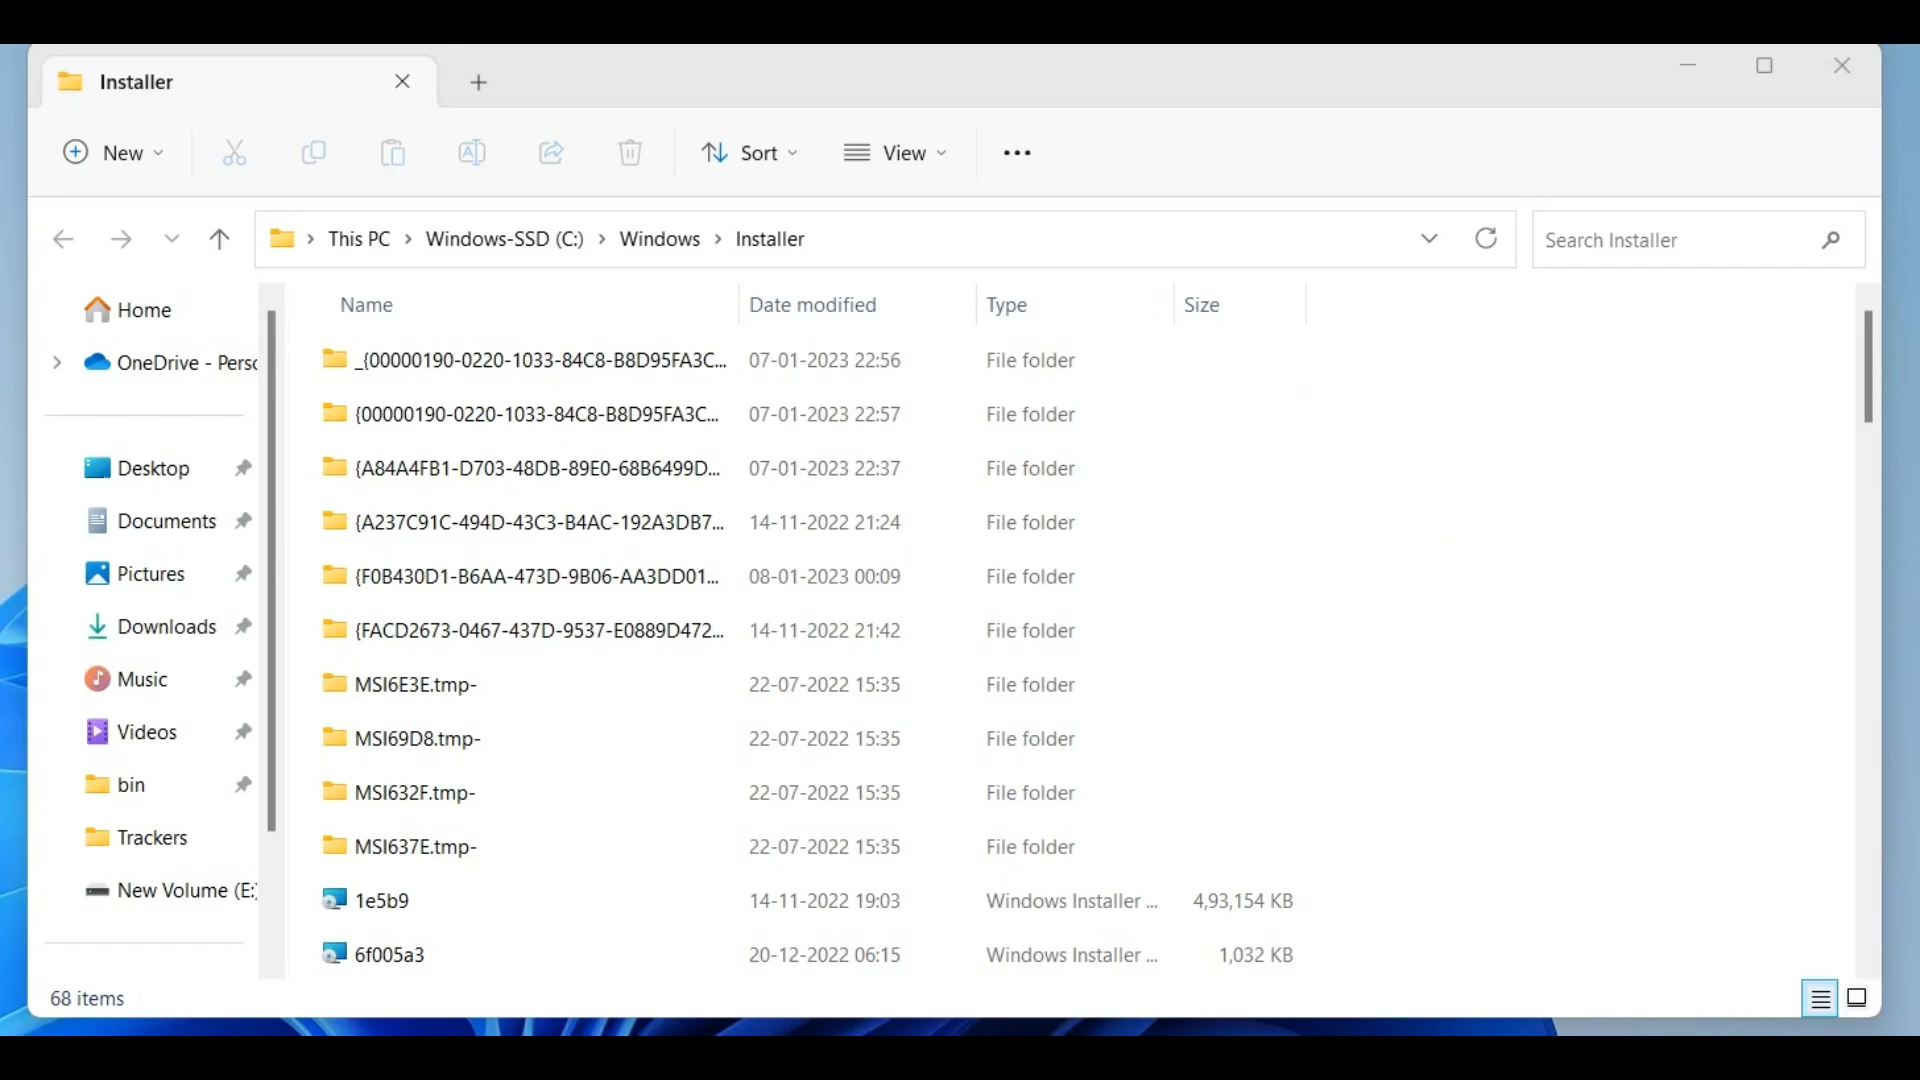 Installer
New
Sort
View
This PC > Windows-SSD (C:) > Windows > Installer
Search Installer
Home
OneDrive - Perso
Desktop
Documents
Pictures
Downloads
Music
Videos
bin
Trackers
New Volume (E:)
Name Date modified Type Size
_{00000190-0220-1033-84C8-B8D95FA3C... 07-01-2023 22:56 File folder
{00000190-0220-1033-84C8-B8D95FA3C... 07-01-2023 22:57 File folder
{A84A4FB1-D703-48DB-89E0-68B6499D... 07-01-2023 22:37 File folder
{A237C91C-494D-43C3-B4AC-192A3DB7... 14-11-2022 21:24 File folder
{F0B430D1-B6AA-473D-9B06-AA3DD01... 08-01-2023 00:09 File folder
{FACD2673-0467-437D-9537-E0889D472... 14-11-2022 21:42 File folder
MSI6E3E.tmp- 22-07-2022 15:35 File folder
MSI69D8.tmp- 22-07-2022 15:35 File folder
MSI632F.tmp- 22-07-2022 15:35 File folder
MSI637E.tmp- 22-07-2022 15:35 File folder
1e5b9 14-11-2022 19:03 Windows Installer ... 4,93,154 KB
6f005a3 20-12-2022 06:15 Windows Installer ... 1,032 KB
68 items